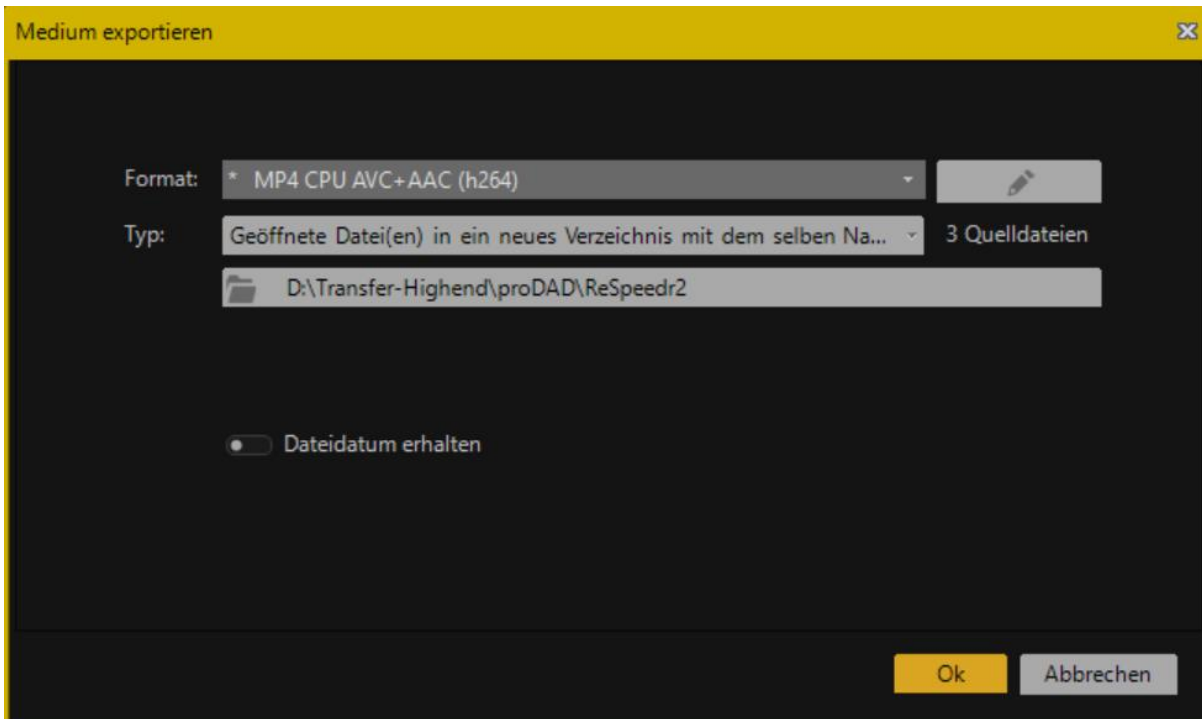 Medium exportieren
Format: * MP4 CPU AVC+AAC (h264)
Typ: Geöffnete Datei(en) in ein neues Verzeichnis mit dem selben Na... 3 Quelldateien
D:\Transfer-Highend\proDAD\ReSpeedr2
Dateidatum erhalten
Ok Abbrechen